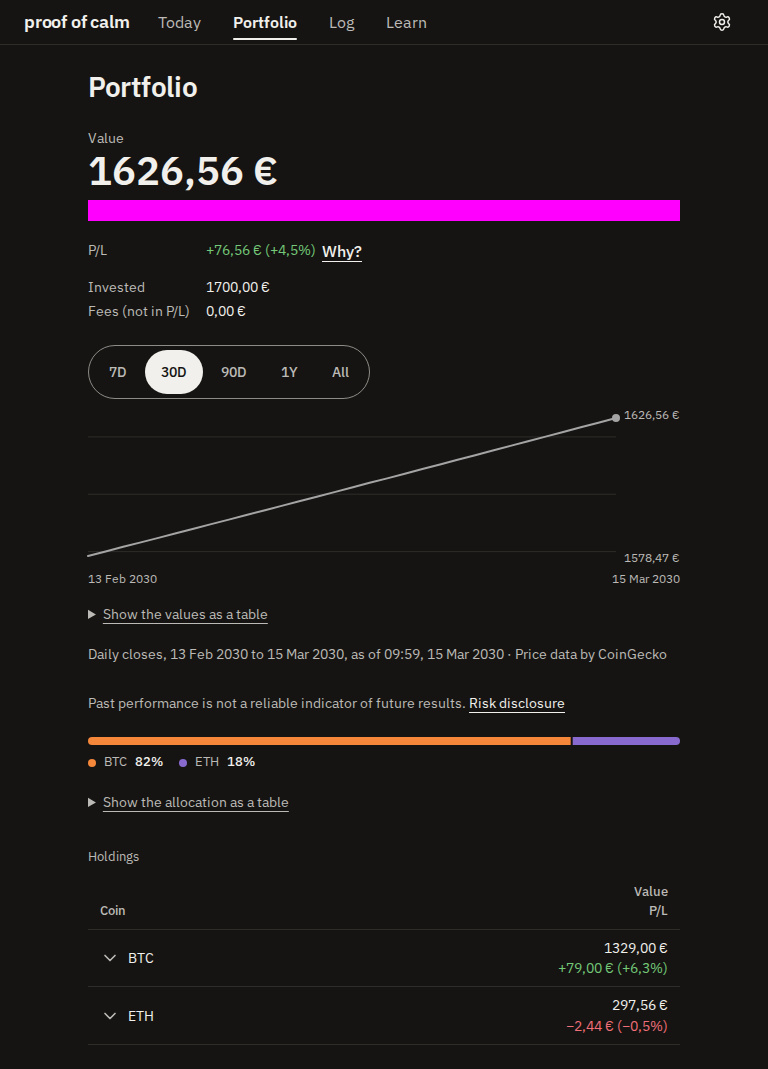 proof of calm Today Portfolio Log Learn
Portfolio
Value
1626,56 €
P/L +76,56 € (+4,5%) Why?
Invested 1700,00 €
Fees (not in P/L) 0,00 €
7D 30D 90D 1Y All
1626,56 €
1578,47 €
13 Feb 2030 15 Mar 2030
Show the values as a table
Daily closes, 13 Feb 2030 to 15 Mar 2030, as of 09:59, 15 Mar 2030 · Price data by CoinGecko
Past performance is not a reliable indicator of future results. Risk disclosure
BTC 82% ETH 18%
Show the allocation as a table
Holdings
Value
Coin P/L
BTC 1329,00 €
+79,00 € (+6,3%)
ETH 297,56 €
−2,44 € (−0,5%)